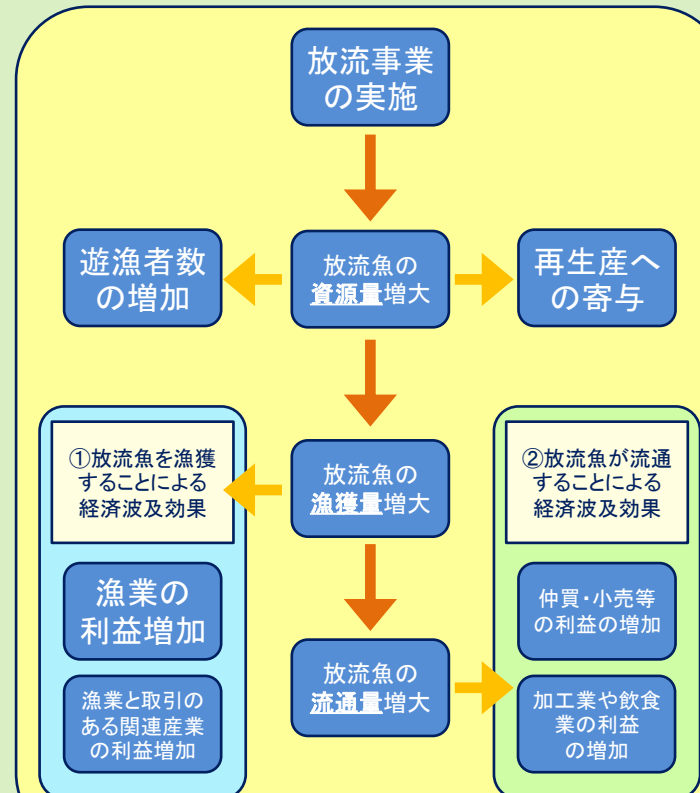 放流事業
の実施
遊漁者数
の増加
放流魚の
資源量増大
再生産へ
の寄与
①放流魚を漁獲
することによる
経済波及効果
放流魚の
漁獲量増大
②放流魚が流通
することによる
経済波及効果
漁業の
利益増加
仲買・小売等
の利益の増加
放流魚の
流通量増大
漁業と取引の
ある関連産業
の利益増加
加工業や飲食
業の利益
の増加